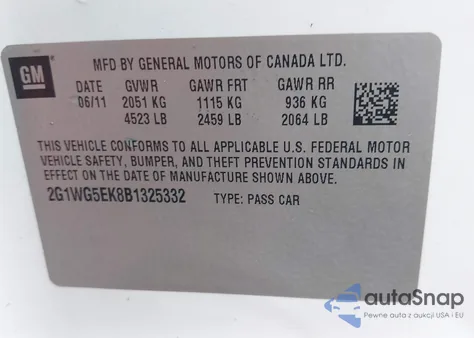 GM
MFD BY GENERAL MOTORS OF CANADA LTD.
DATE GVWR GAWR FRT GAWR RR
06/11 2051 KG 1115 KG 936 KG
4523 LB 2459 LB 2064 LB
THIS VEHICLE CONFORMS TO ALL APPLICABLE U.S. FEDERAL MOTOR
VEHICLE SAFETY, BUMPER, AND THEFT PREVENTION STANDARDS IN
EFFECT ON THE DATE OF MANUFACTURE SHOWN ABOVE.
2G1WG5EK8B1325332 TYPE: PASS CAR
autoSnap
Pewne auta z aukcji USA i EU